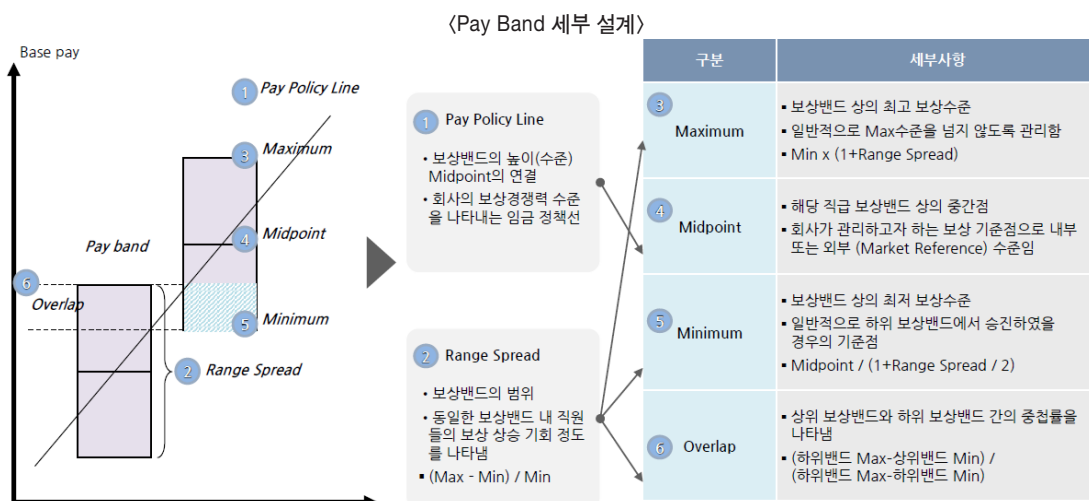 〈Pay Band 세부 설계〉
Base pay
1 Pay Policy Line
3 Maximum
4 Midpoint
Pay band
6
Overlap
5 Minimum
2 Range Spread
1 Pay Policy Line
• 보상밴드의 높이(수준)
Midpoint의 연결
• 회사의 보상경쟁력 수준
을 나타내는 임금 정책선
2 Range Spread
• 보상밴드의 범위
• 동일한 보상밴드 내 직원
들의 보상 상승 기회 정도
를 나타냄
▪ (Max - Min) / Min
구분
세부사항
3
Maximum
▪ 보상밴드 상의 최고 보상수준
▪ 일반적으로 Max수준을 넘지 않도록 관리함
▪ Min x (1+Range Spread)
4
Midpoint
▪ 해당 직급 보상밴드 상의 중간점
▪ 회사가 관리하고자 하는 보상 기준점으로 내부
또는 외부 (Market Reference) 수준임
5
Minimum
▪ 보상밴드 상의 최저 보상수준
▪ 일반적으로 하위 보상밴드에서 승진하였을
경우의 기준점
▪ Midpoint / (1+Range Spread / 2)
6
Overlap
▪ 상위 보상밴드와 하위 보상밴드 간의 중첩률을
나타냄
▪ (하위밴드 Max-상위밴드 Min) /
(하위밴드 Max-하위밴드 Min)